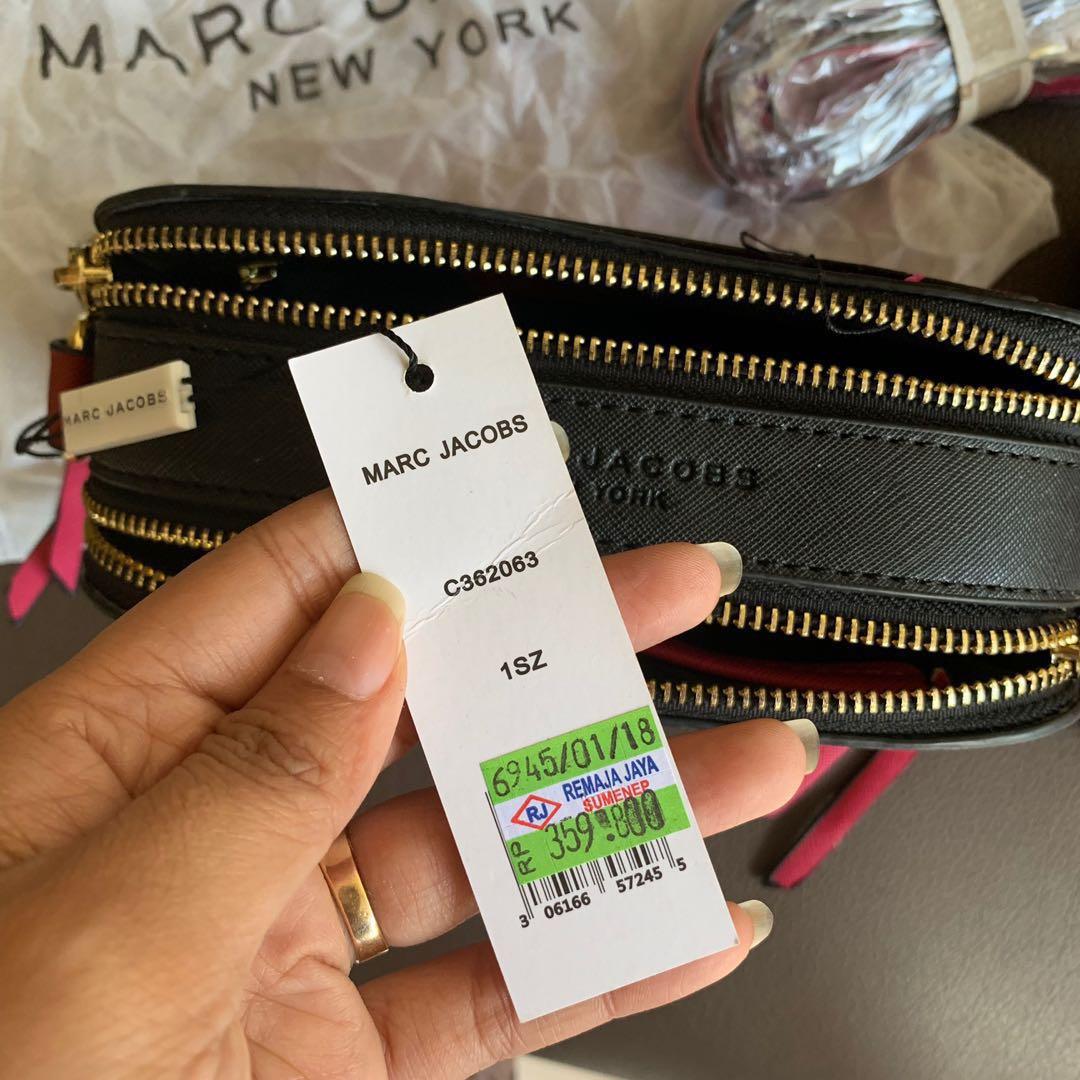 MARC
NEW YORK
MARC JACOBS
MARC JACOBS
JACOBS
YORK
C362063
1SZ
6945/01/18
RJ REMAJA JAYA
SUMENEP
RP 359.800
3 06166 57245 5